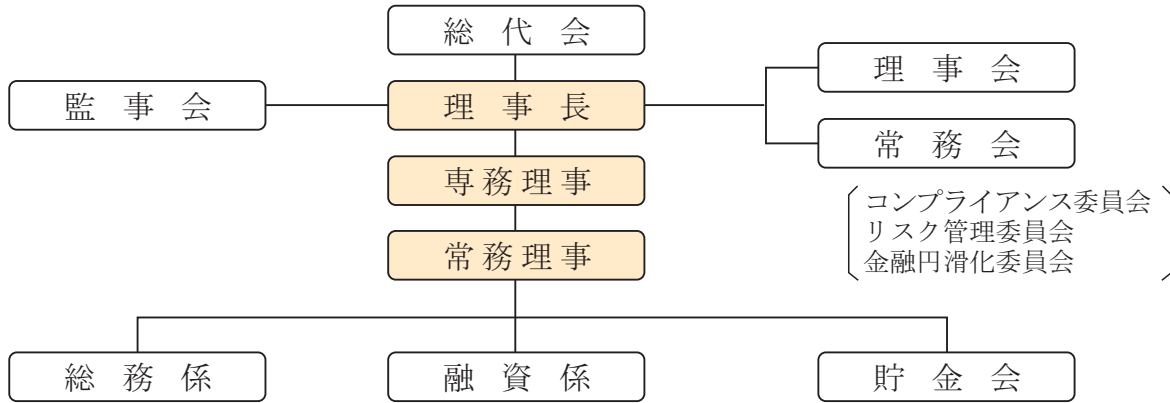 総代会
監事会
理事長
理事会
常務会
専務理事
コンプライアンス委員会
リスク管理委員会
金融円滑化委員会
常務理事
総務係
融資係
貯金会